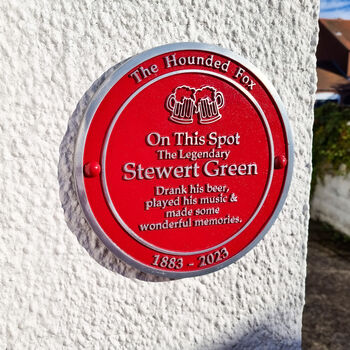 The Hounded Fox
On This Spot
The Legendary
Stewert Green
Drank his beer,
played his music &
made some
wonderful memories.
1883 - 2023